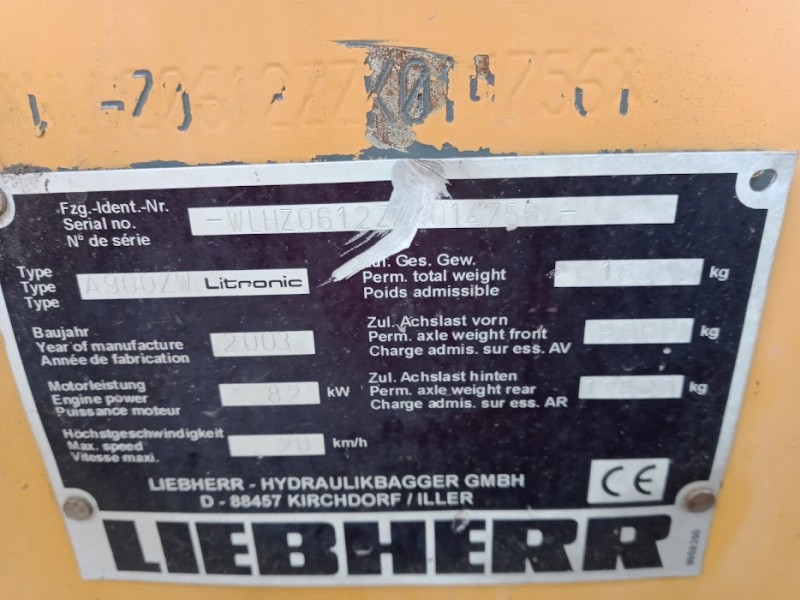 Fzg.-Ident.-Nr.
Serial no.
N° de série
Type
Type
Type
A900ZW Litronic
Baujahr
Year of manufacture 2003
Année de fabrication
Motorleistung
Engine power 82 kW
Puissance moteur
Höchstgeschwindigkeit
Max. speed 20 km/h
Vitesse maxi.
Zul. Ges. Gew.
Perm. total weight kg
Poids admissible
Zul. Achslast vorn
Perm. axle weight front kg
Charge admis. sur ess. AV
Zul. Achslast hinten
Perm. axle weight rear kg
Charge admis. sur ess. AR
LIEBHERR - HYDRAULIKBAGGER GMBH
D - 88457 KIRCHDORF / ILLER
CE
LIEBHERR